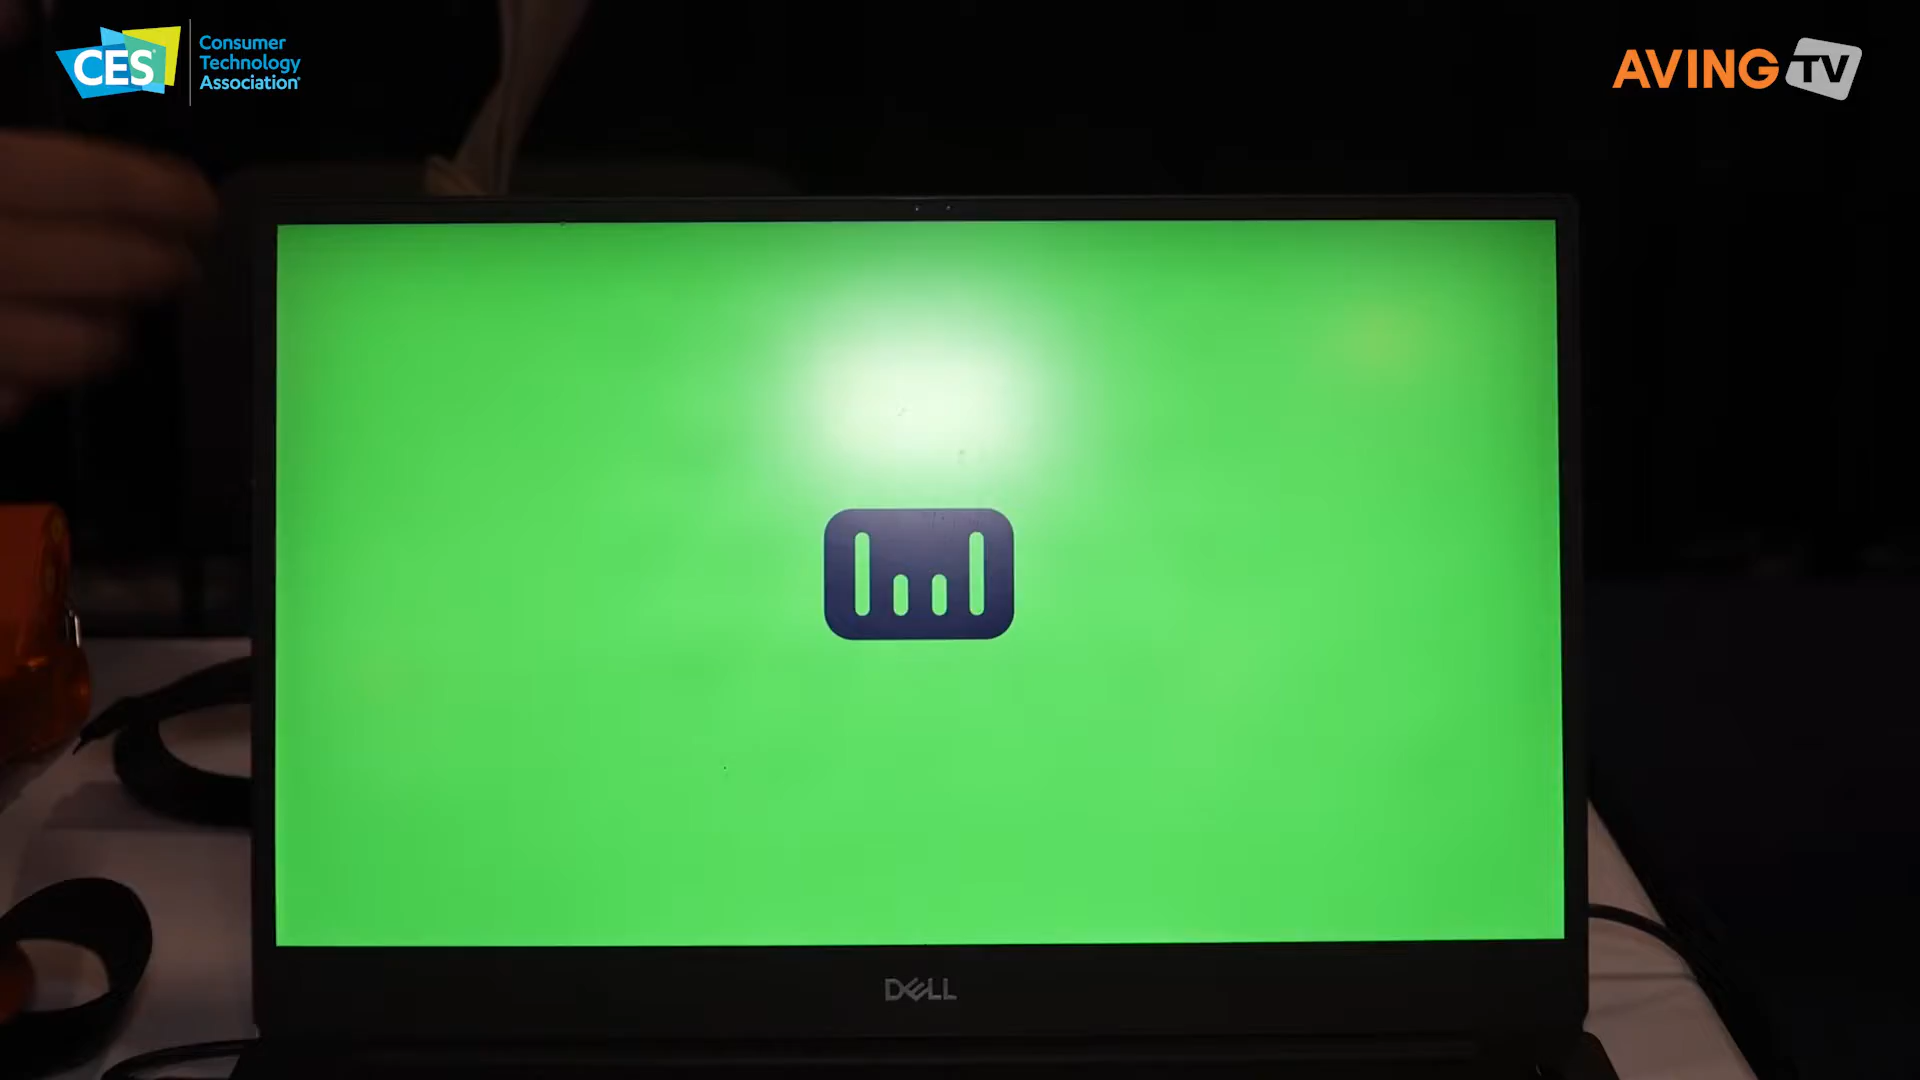 CES
Consumer
Technology
Association
AVING TV
DELL